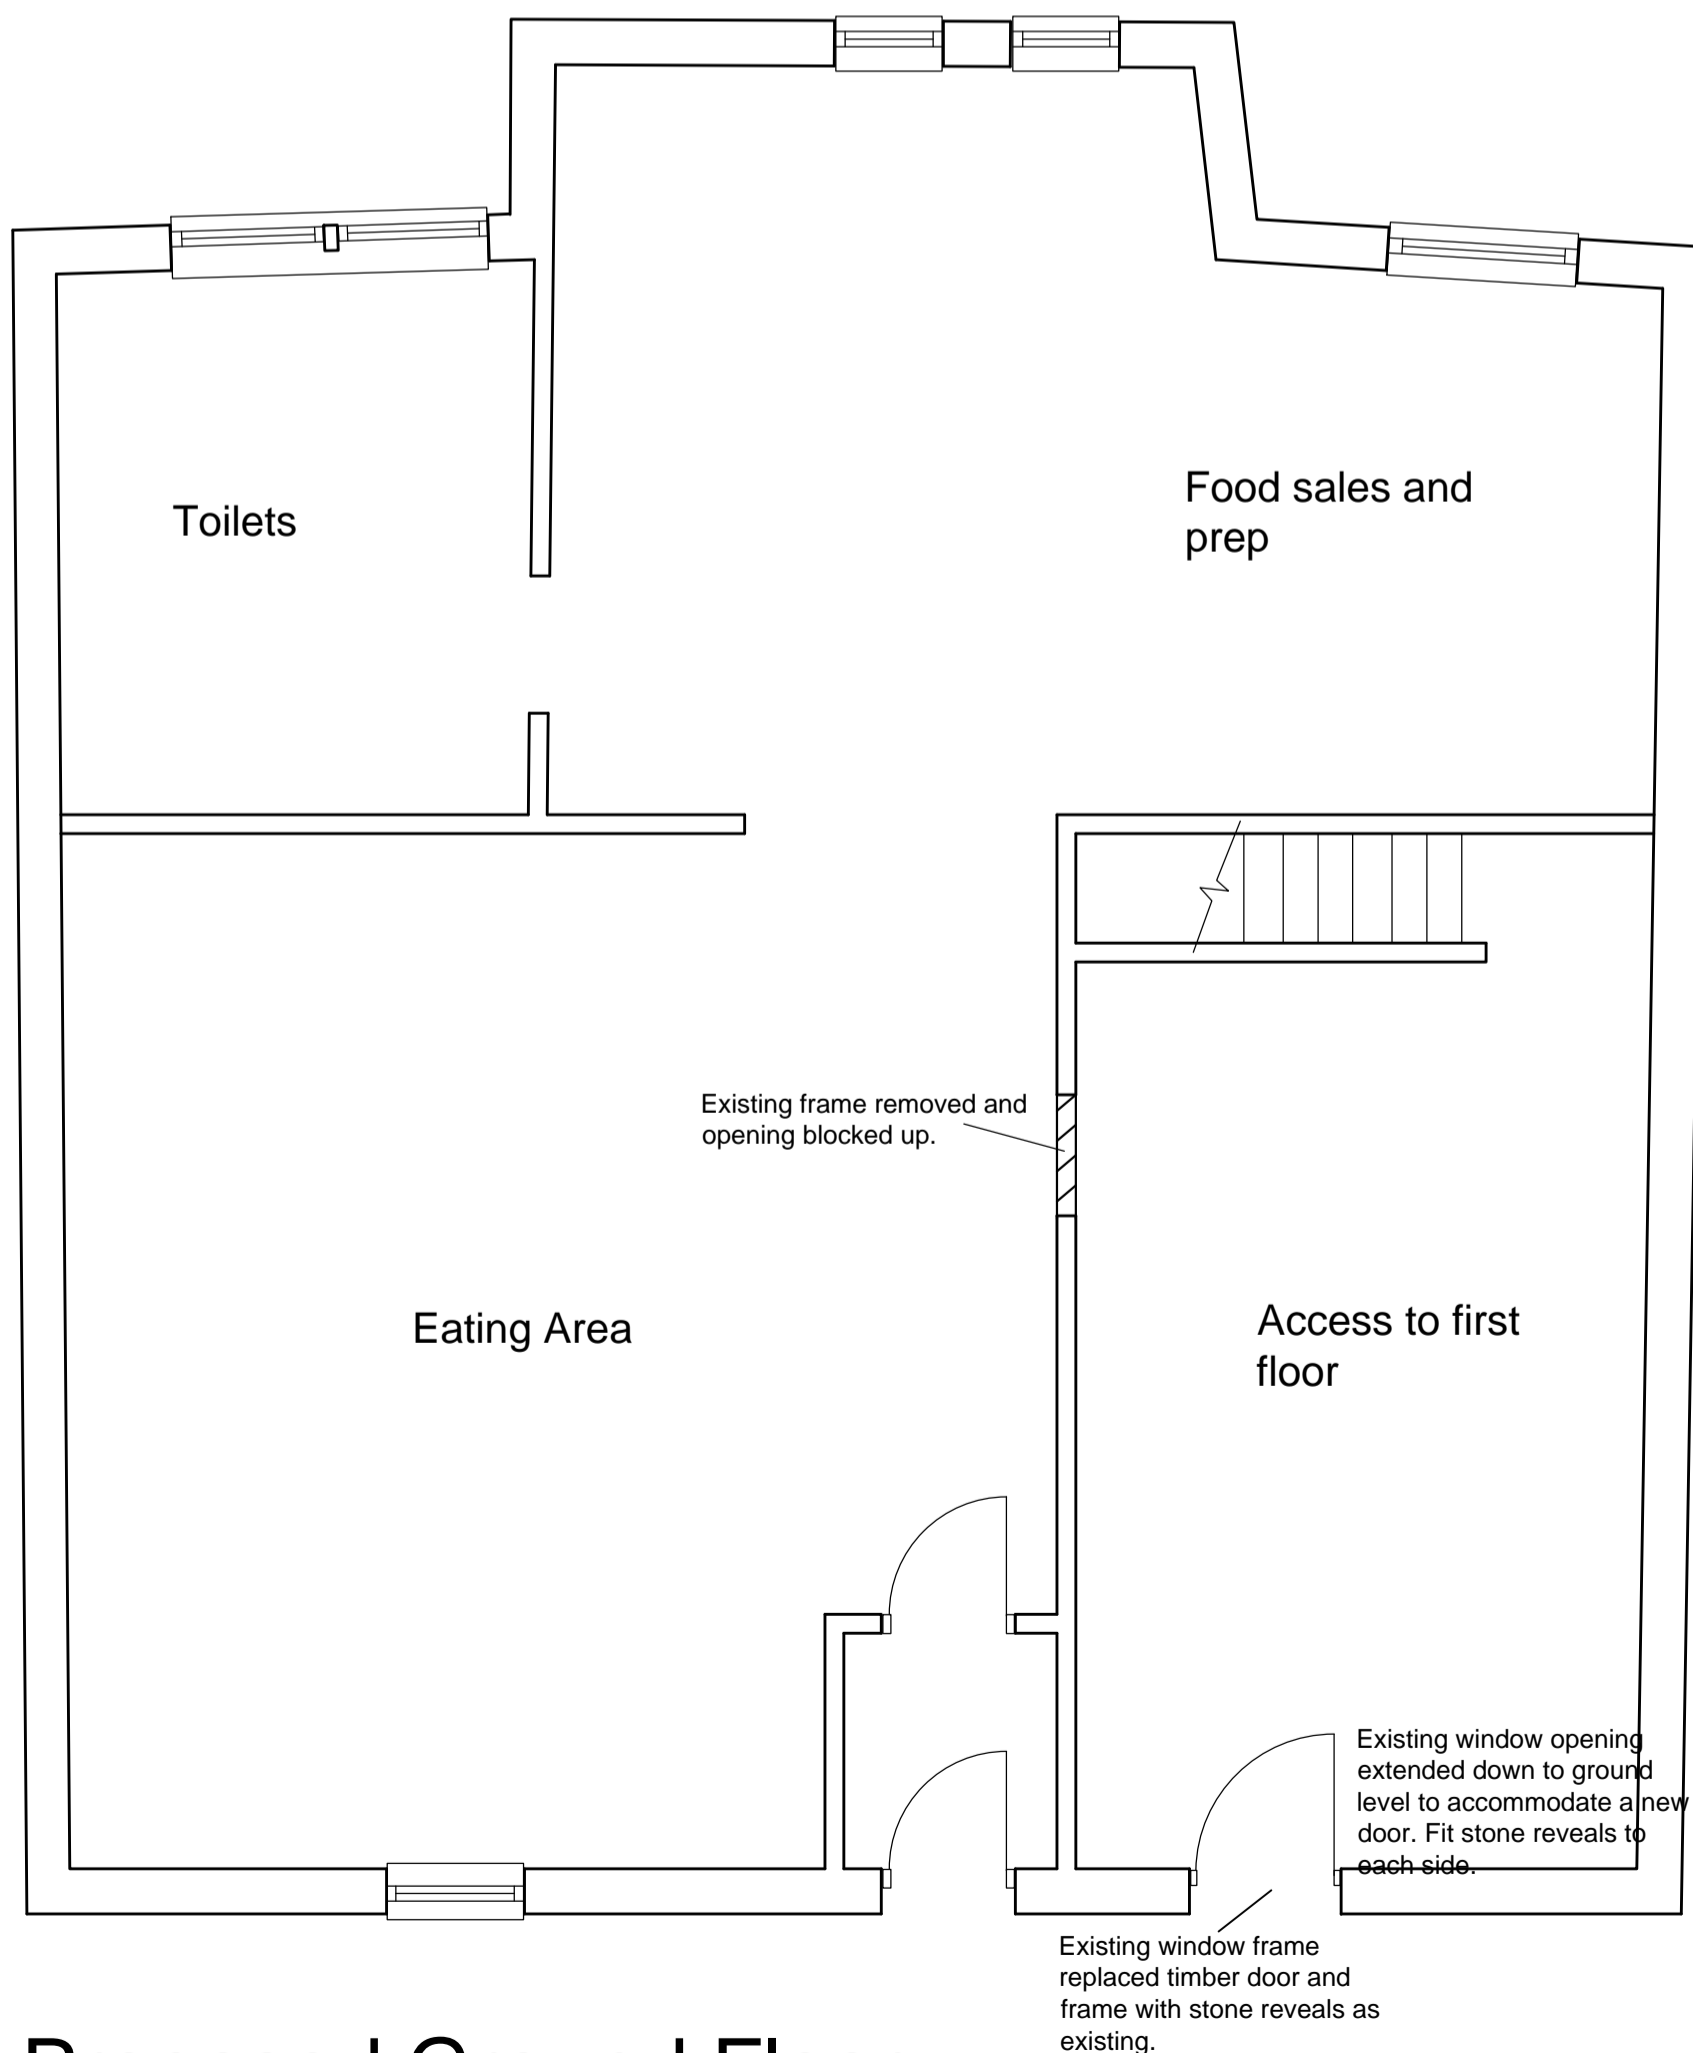 Toilets
Food sales and
prep
Existing frame removed and
opening blocked up.
Eating Area
Access to first
floor
Existing window opening
extended down to ground
level to accommodate a new
door. Fit stone reveals to
each side.
Existing window frame
replaced timber door and
frame with stone reveals as
existing.